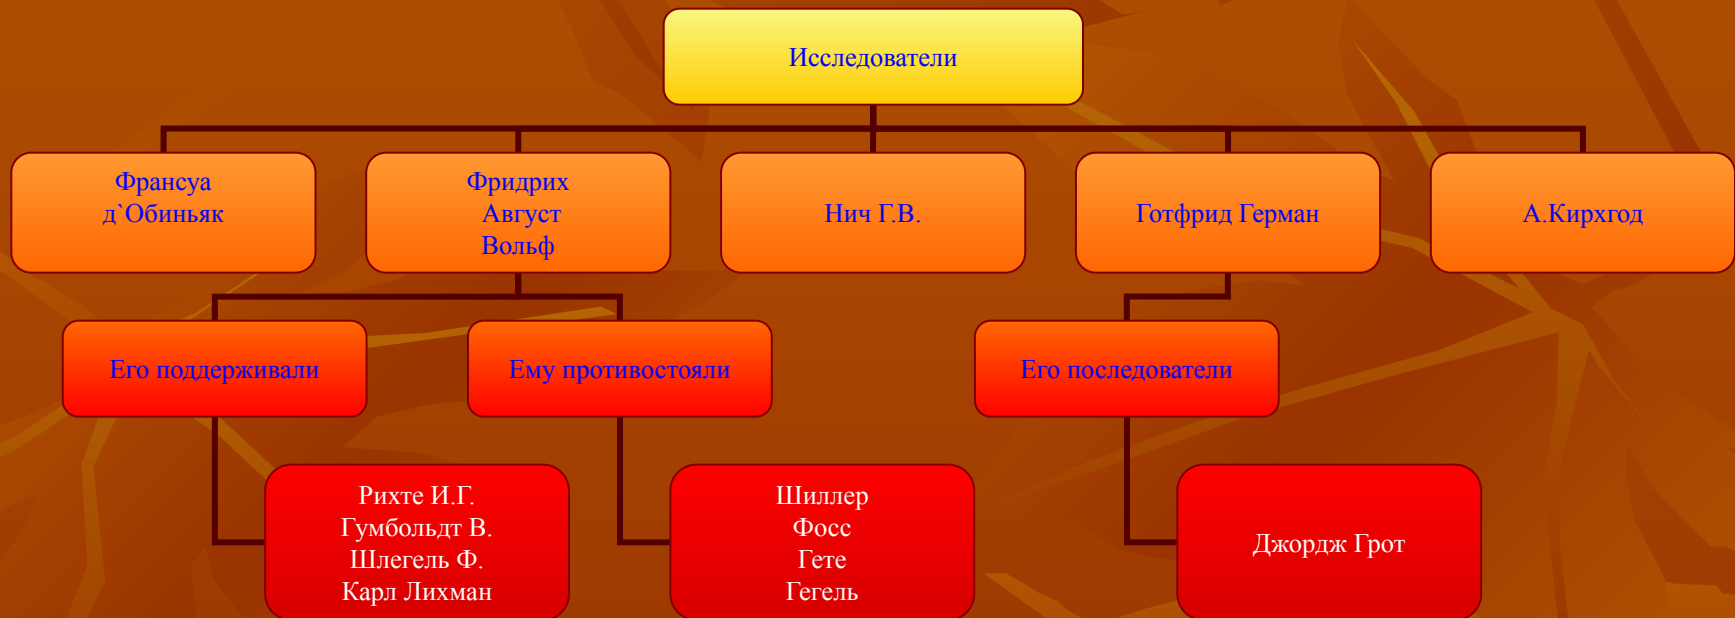 Исследователи
Франсуа
д`Обиньяк
Фридрих
Август
Вольф
Нич Г.В.
Готфрид Герман
А.Кирхгод
Его поддерживали
Ему противостояли
Его последователи
Рихте И.Г.
Гумбольдт В.
Шлегель Ф.
Карл Лихман
Шиллер
Фосс
Гете
Гегель
Джордж Грот